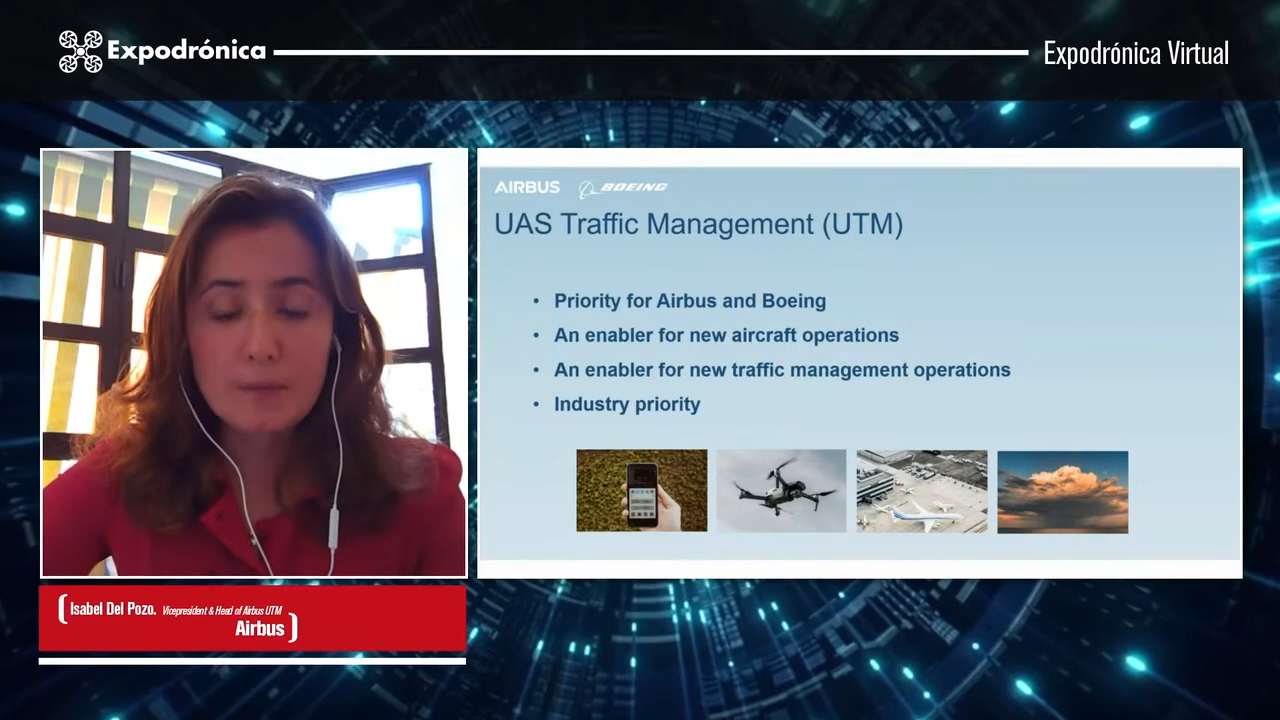 Expodrónica
Expodrónica Virtual
AIRBUS BOEING
UAS Traffic Management (UTM)
• Priority for Airbus and Boeing
• An enabler for new aircraft operations
• An enabler for new traffic management operations
• Industry priority
Isabel Del Pozo. Vicepresident & Head of Airbus UTM
Airbus